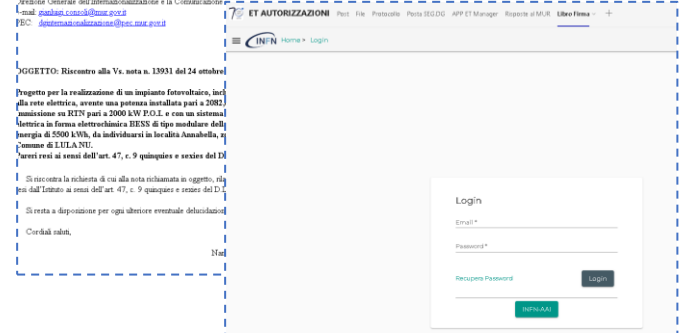 Direzione Generale dell'Internazionalizzazione e la Comunicazione
E-mail: gianluigi.consoli@mur.gov.it
PEC: dginternazionalizzazione@pec.mur.gov.it
OGGETTO: Riscontro alla Vs. nota n. 13931 del 24 ottobre
Progetto per la realizzazione di un impianto fotovoltaico, incl
alla rete elettrica, avente una potenza installata pari a 2082,
immissione su RTN pari a 2000 kW P.O.I. e con un sistema
elettrica in forma elettrochimica BESS di tipo modulare dell
energia di 5500 kWh, da individuarsi in località Annabella, z
Comune di LULA NU.
Pareri resi ai sensi dell'art. 47, c. 9 quinquies e sexies del D
Si riscontra la richiesta di cui alla nota richiamata in oggetto, rila
resi dall'Istituto ai sensi dell'art. 47, c. 9 quinquies e sexies del D.L
Si resta a disposizione per ogni ulteriore eventuale delucidazion
Cordiali saluti,
Nar
ET AUTORIZZAZIONI Post File Protocollo Posta SEG.DG APP ET Manager Risposte al MUR Libro Firma +
INFN Home > Login
Login
Email *
Password *
Recupera Password
Login
INFN-AAI